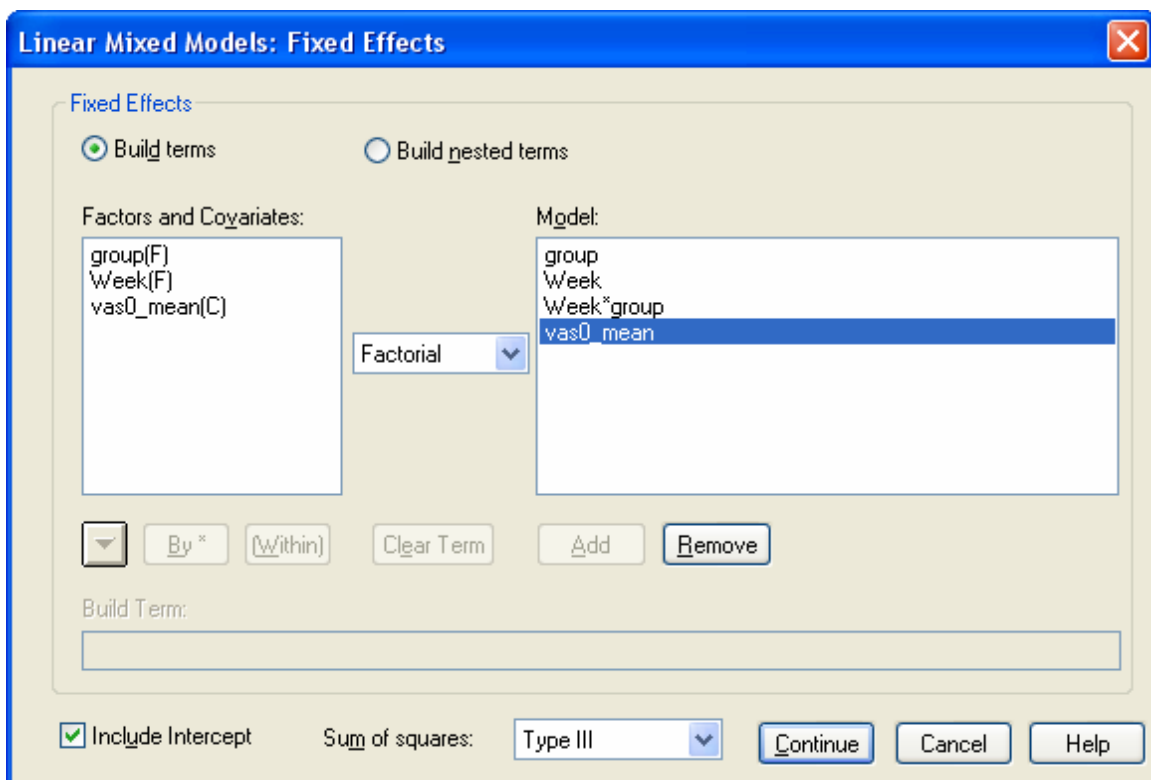 Linear Mixed Models: Fixed Effects
Fixed Effects
Build terms
Build nested terms
Factors and Covariates:
Model:
group(F)
Week(F)
vas0_mean(C)
Factorial
group
Week
Week*group
vas0_mean
By *
(Within)
Clear Term
Add
Remove
Build Term:
Include Intercept
Sum of squares:
Type III
Continue
Cancel
Help